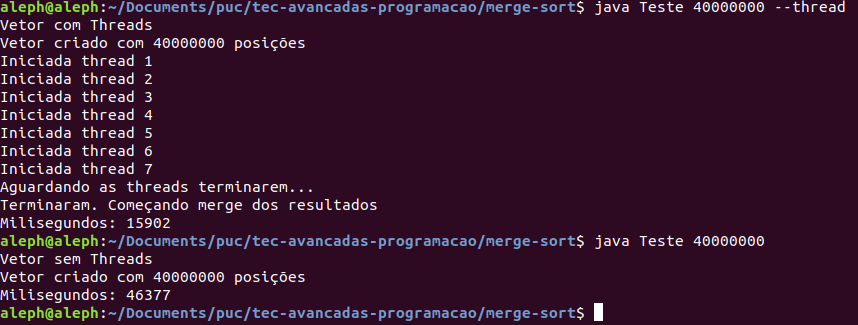 aleph@aleph:~/Documents/puc/tec-avancadas-programacao/merge-sort$ java Teste 40000000 --thread
Vetor com Threads
Vetor criado com 40000000 posições
Iniciada thread 1
Iniciada thread 2
Iniciada thread 3
Iniciada thread 4
Iniciada thread 5
Iniciada thread 6
Iniciada thread 7
Aguardando as threads terminarem...
Terminaram. Começando merge dos resultados
Milisegundos: 15902
aleph@aleph:~/Documents/puc/tec-avancadas-programacao/merge-sort$ java Teste 40000000
Vetor sem Threads
Vetor criado com 40000000 posições
Milisegundos: 46377
aleph@aleph:~/Documents/puc/tec-avancadas-programacao/merge-sort$